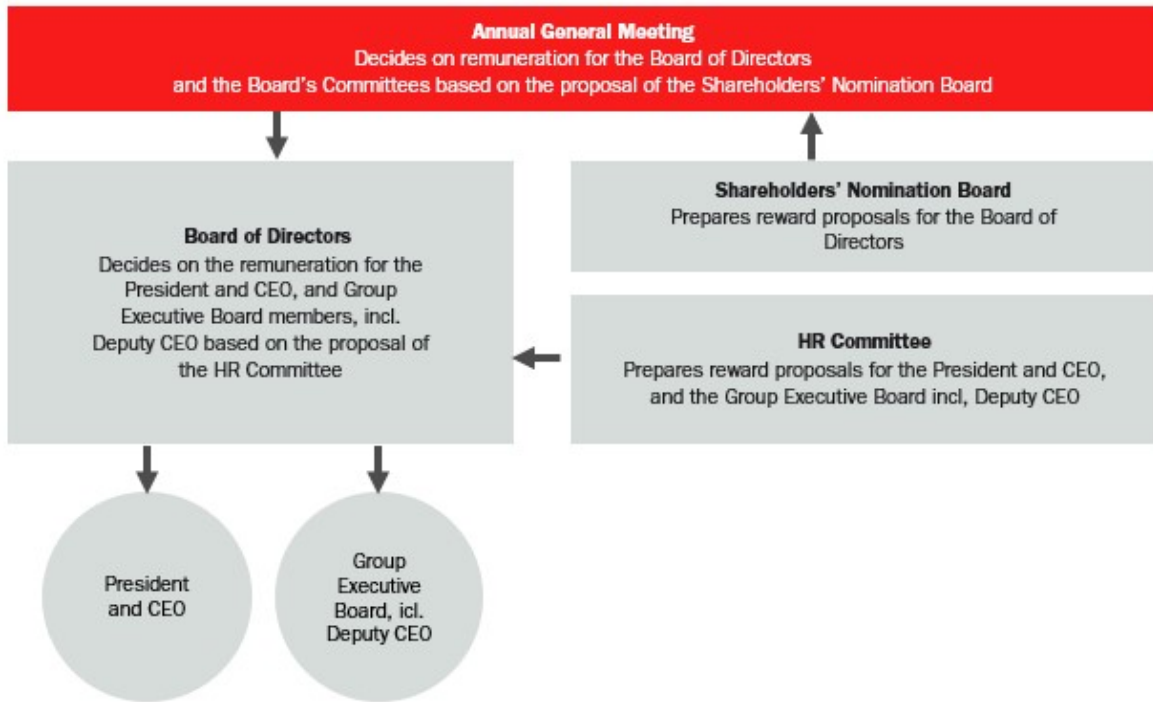 Annual General Meeting
Decides on remuneration for the Board of Directors
and the Board's Committees based on the proposal of the Shareholders' Nomination Board
Board of Directors
Decides on the remuneration for the
President and CEO, and Group
Executive Board members, incl.
Deputy CEO based on the proposal of
the HR Committee
Shareholders' Nomination Board
Prepares reward proposals for the Board of
Directors
HR Committee
Prepares reward proposals for the President and CEO,
and the Group Executive Board incl, Deputy CEO
President
and CEO
Group
Executive
Board, icl.
Deputy CEO